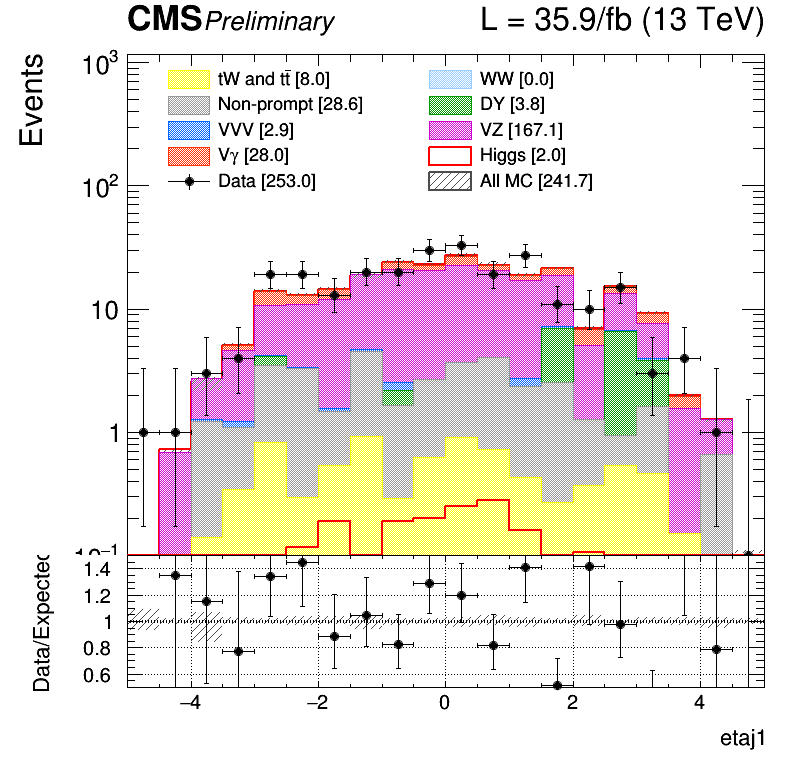 CMS Preliminary L = 35.9/fb (13 TeV)
Events
10³
10²
10
1
10⁻¹
tW and tt̄ [8.0] WW [0.0]
Non-prompt [28.6] DY [3.8]
VVV [2.9] VZ [167.1]
Vγ [28.0] Higgs [2.0]
Data [253.0] All MC [241.7]
Data/Expected
1.4
1.2
1
0.8
0.6
−4 −2 0 2 4
etaj1